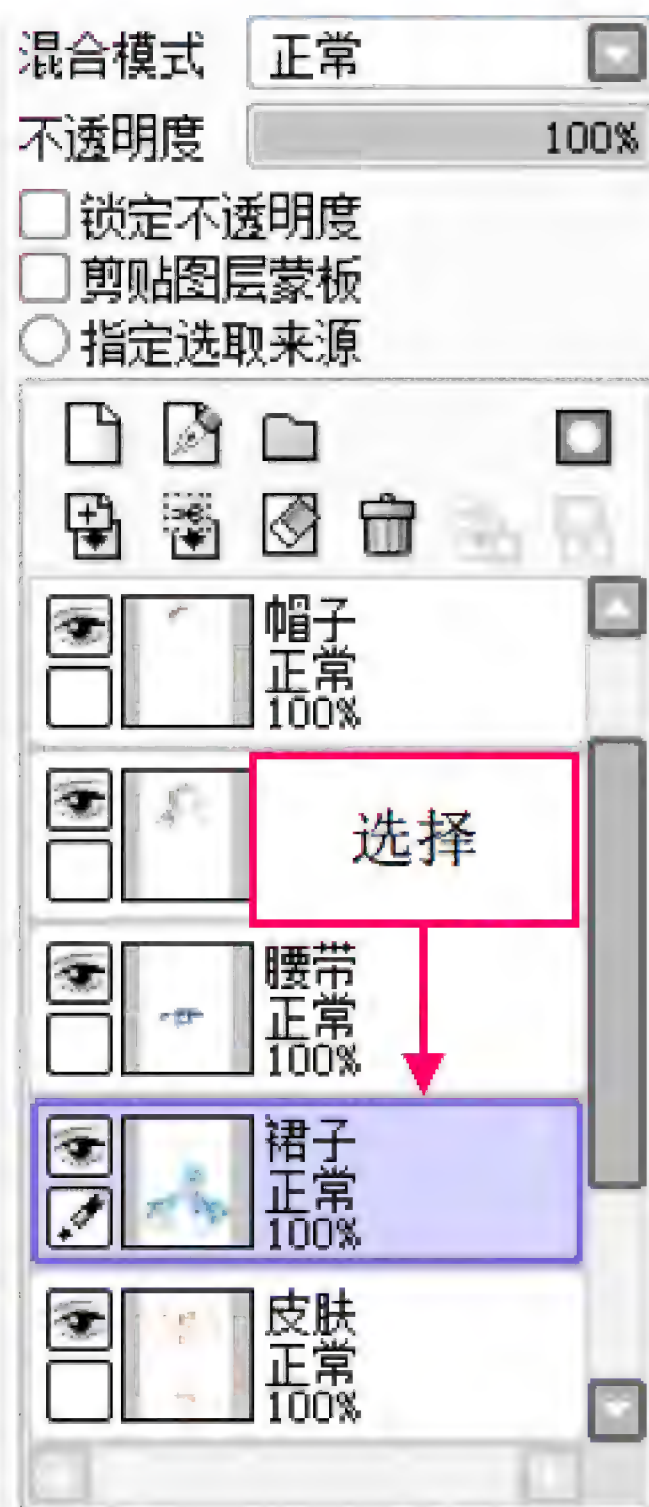 混合模式 正常
不透明度 100%
锁定不透明度
剪贴图层蒙板
指定选取来源
帽子
正常
100%
选择
腰带
正常
100%
裙子
正常
100%
皮肤
正常
100%